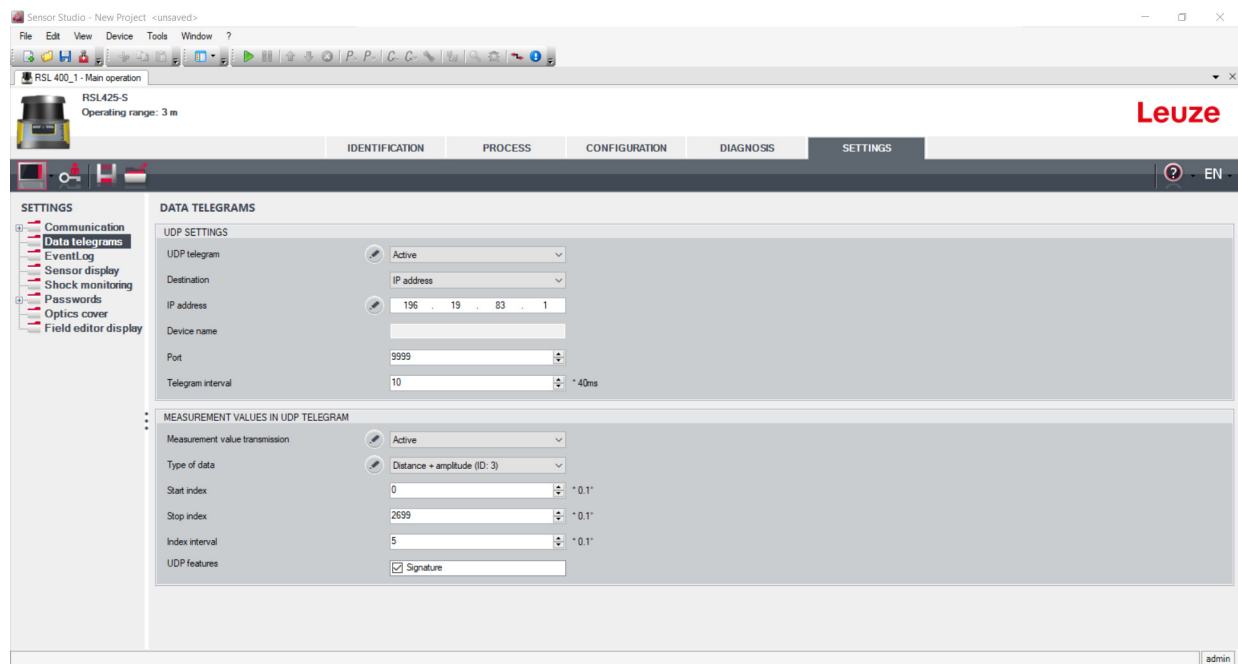 Sensor Studio - New Project <unsaved>
File Edit View Device Tools Window ?
RSL 400_1 - Main operation
RSL425-S
Operating range: 3 m
Leuze
IDENTIFICATION PROCESS CONFIGURATION DIAGNOSIS SETTINGS
EN
SETTINGS
Communication
Data telegrams
EventLog
Sensor display
Shock monitoring
Passwords
Optics cover
Field editor display
DATA TELEGRAMS
UDP SETTINGS
UDP telegram Active
Destination IP address
IP address 196 . 19 . 83 . 1
Device name
Port 9999
Telegram interval 10 * 40ms
MEASUREMENT VALUES IN UDP TELEGRAM
Measurement value transmission Active
Type of data Distance + amplitude (ID: 3)
Start index 0 * 0.1°
Stop index 2699 * 0.1°
Index interval 5 * 0.1°
UDP features Signature
admin